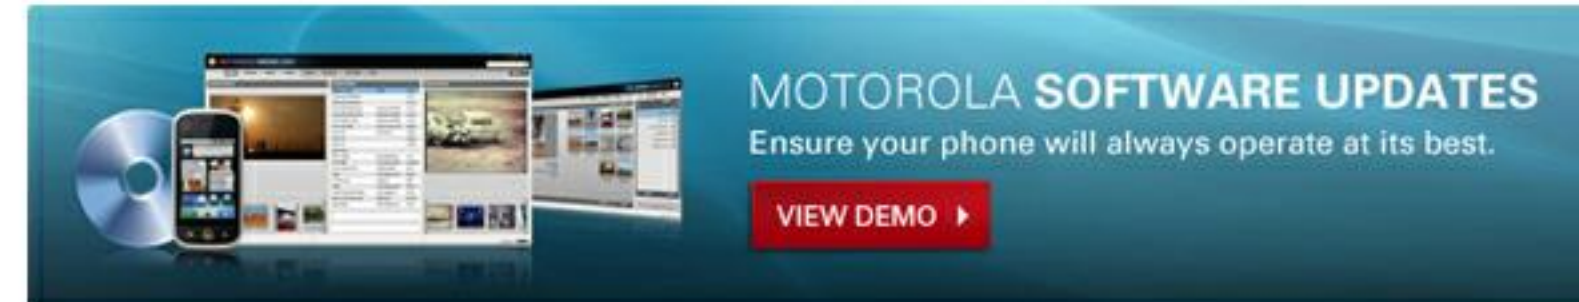 MOTOROLA SOFTWARE UPDATES
Ensure your phone will always operate at its best.
VIEW DEMO